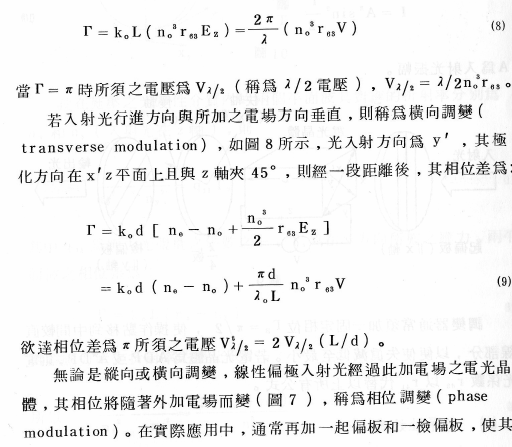 Γ = k₀L ( nₒ³r₆₃E_z ) = 2π/λ ( nₒ³r₆₃V ) (8)
當 Γ = π 時所須之電壓爲 V_λ/₂ ( 稱爲 λ/2 電壓 ) , V_λ/₂ = λ/2nₒ³r₆₃ 。
若入射光行進方向與所加之電場方向垂直，則稱爲橫向調變 (
transverse modulation) , 如圖 8 所示 , 光入射方向爲 y′ , 其極
化方向在 x′z 平面上且與 z 軸夾 45° , 則經一段距離後，其相位差爲:
Γ = k₀d [ nₑ − nₒ + nₒ³/2 r₆₃E_z ]
= k₀d ( nₑ − nₒ ) + πd/λ₀L nₒ³r₆₃V (9)
欲達相位差爲 π 所須之電壓 V_λ/₂ = 2 V_λ/₂ ( L/d ) 。
無論是縱向或橫向調變，線性偏極入射光經過此加電場之電光晶
體，其相位將隨著外加電場而變 ( 圖 7 ) , 稱爲相位調變 ( phase
modulation ) 。在實際應用中，通常再加一起偏板和一檢偏板，使其